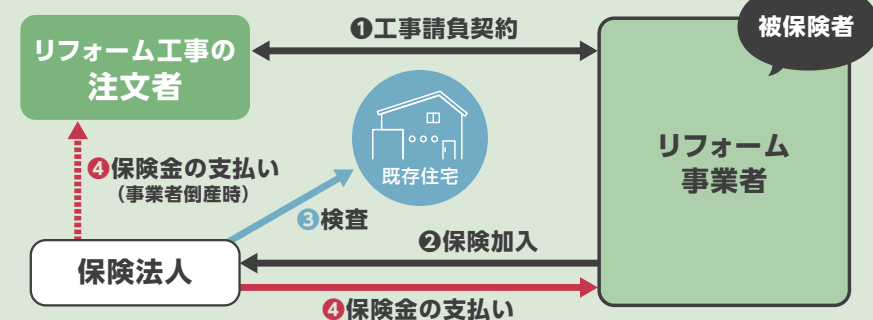 リフォーム工事の
注文者
❶工事請負契約
被保険者
リフォーム
事業者
既存住宅
❹保険金の支払い
（事業者倒産時）
❸検査
❷保険加入
保険法人
❹保険金の支払い